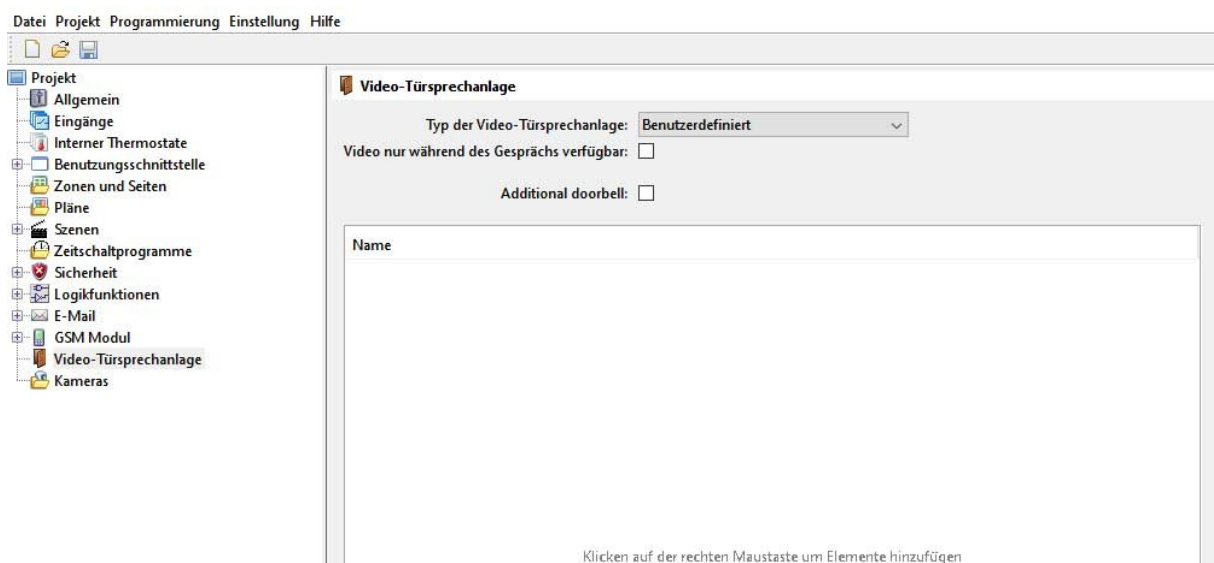 Datei Projekt Programmierung Einstellung Hilfe
Projekt
Allgemein
Eingänge
Interner Thermostate
Benutzungsschnittstelle
Zonen und Seiten
Pläne
Szenen
Zeitschaltprogramme
Sicherheit
Logikfunktionen
E-Mail
GSM Modul
Video-Türsprechanlage
Kameras
Video-Türsprechanlage
Typ der Video-Türsprechanlage: Benutzerdefiniert
Video nur während des Gesprächs verfügbar:
Additional doorbell:
Name
Klicken auf der rechten Maustaste um Elemente hinzufügen